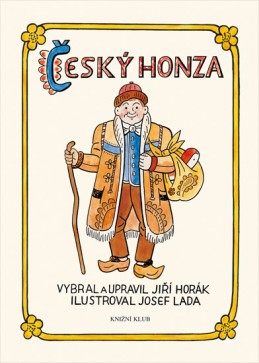 ČESKÝ HONZA
VYBRAL A UPRAVIL JIŘÍ HORÁK
ILUSTROVAL JOSEF LADA
KNIŽNÍ KLUB